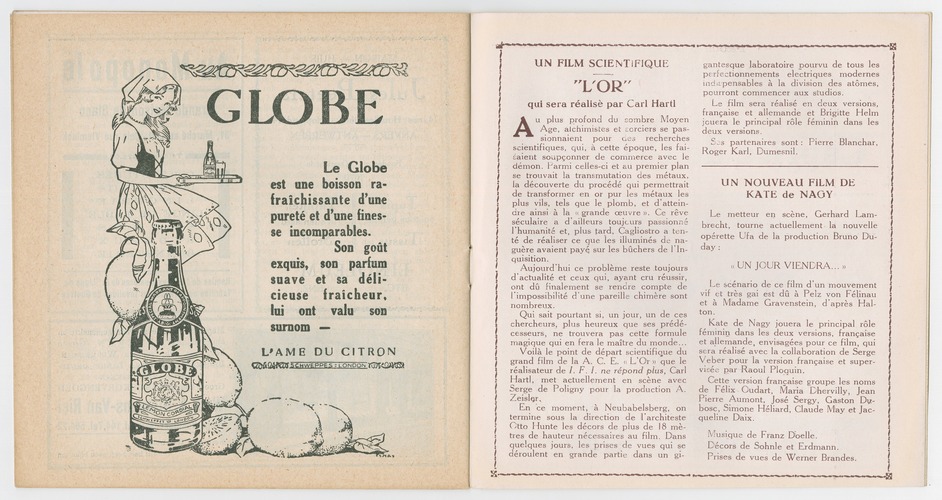 GLOBE
Le Globe
est une boisson ra-
fraîchissante d'une
pureté et d'une fines-
se incomparables.
Son goût
exquis, son parfum
suave et sa déli-
cieuse fraicheur,
lui ont valu son
surnom —
L'AME DU CITRON
SCHWEPPES LONDON
GLOBE
LEMON CORDIAL
UN FILM SCIENTIFIQUE
"L'OR"
qui sera réalisè par Carl Hartl
Au plus profond du nombre Moyen
Age, alchimistes et sorciers se pas-
sionnaient pour des recherches
scientifiques, qui, à cette époque, les fai-
saient soupçonner de commerce avec le
démon. Parmi celles-ci et au premier plan
se trouvait la transmutation des métaux,
la découverte du procédé qui permettrait
de transformer en or pur les métaux les
plus vils, tels que le plomb, et d'attein-
dre ainsi à la « grande œuvre ». Ce rêve
séculaire a d'ailleurs toujours passionné
l'humanité et, plus tard, Cagliostro a ten-
té de réaliser ce que les illuminés de na-
guère avaient payé sur les bûchers de l'In-
quisition.
Aujourd'hui ce problème reste toujours
d'actualité et ceux qui, ayant cru réussir,
ont dû finalement se rendre compte de
l'impossibilité d'une pareille chimère sont
nombreux.
Qui sait pourtant si, un jour, un de ces
chercheurs, plus heureux que ses prédé-
cesseurs, ne trouvera pas cette formule
magique qui en fera le maître du monde...
Voilà le point de départ scientifique du
grand film de la A. C. E. « L'Or » que le
réalisateur de I. F. I. ne répond plus, Carl
Hartl, met actuellement en scène avec
Serge de Poligny pour la production A.
Zeisler.
En ce moment, à Neubabelsberg, on
termine sous la direction de l'architecte
Otto Hunte les décors de plus de 18 mè-
tres de hauteur nécessaires au film. Dans
quelques jours, les prises de vues qui se
déroulent en grande partie dans un gi-
gantesque laboratoire pourvu de tous les
perfectionnements electriques modernes
indispensables à la division des atômes,
pourront commencer aux studios.
Le film sera réalisé en deux versions,
française et allemande et Brigitte Helm
jouera le principal rôle féminin dans les
deux versions.
Ses partenaires sont : Pierre Blanchar,
Roger Karl, Dumesnil.
UN NOUVEAU FILM DE
KATE de NAGY
Le metteur en scène, Gerhard Lam-
brecht, tourne actuellement la nouvelle
opérette Ufa de la production Bruno Du-
day :
« UN JOUR VIENDRA... »
Le scénario de ce film d'un mouvement
vif et très gai est dû à Pelz von Félinau
et à Madame Gravenstein, d'après Hal-
ton.
Kate de Nagy jouera le principal rôle
féminin dans les deux versions, française
et allemande, envisagées pour ce film, qui
sera réalisé avec la collaboration de Serge
Veber pour la version française et super-
visée par Raoul Ploquin.
Cette version française groupe les noms
de Félix Oudart, Maria Dhervilly, Jean
Pierre Aumont, José Sergy, Gaston Du-
bosc, Simone Héliard, Claude May et Jac-
queline Daix.
Musique de Franz Doelle.
Décors de Sohnle et Erdmann.
Prises de vues de Werner Brandes.